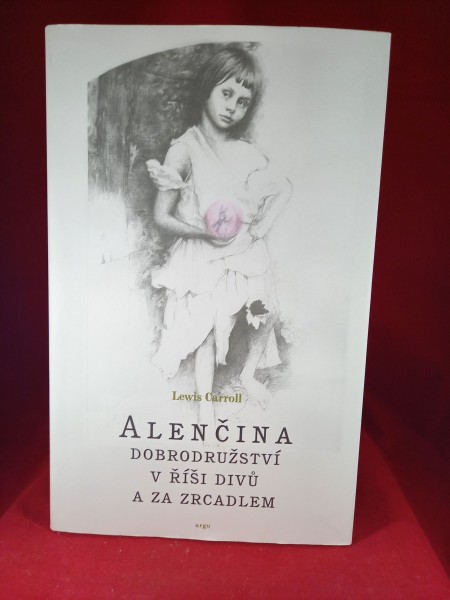 Lewis Carroll
ALENČINA
DOBRODRUŽSTVÍ
V ŘÍŠI DIVŮ
A ZA ZRCADLEM
argo